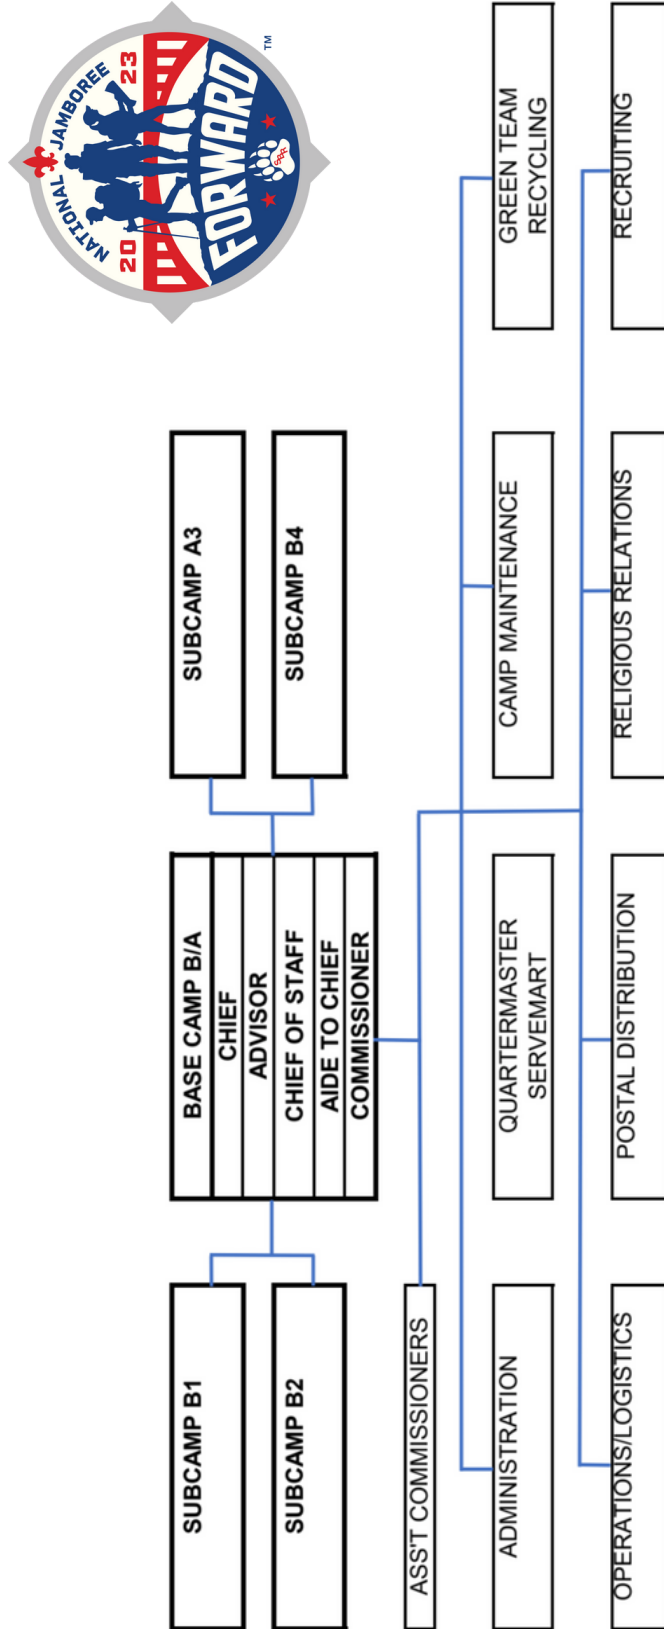 NATIONAL JAMBOREE
20 23
FORWARD
SBR
TM
SUBCAMP B1
BASE CAMP B/A
SUBCAMP A3
CHIEF
ADVISOR
SUBCAMP B2
CHIEF OF STAFF
SUBCAMP B4
AIDE TO CHIEF
COMMISSIONER
ASS'T COMMISSIONERS
ADMINISTRATION
QUARTERMASTER
SERVEMART
CAMP MAINTENANCE
GREEN TEAM
RECYCLING
OPERATIONS/LOGISTICS
POSTAL DISTRIBUTION
RELIGIOUS RELATIONS
RECRUITING